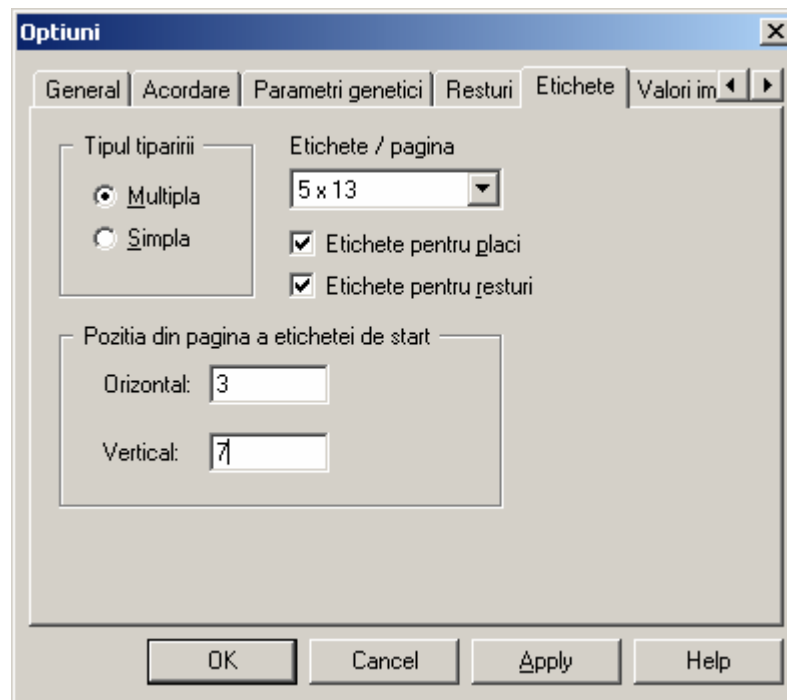 Optiuni
General Acordare Parametri genetici Resturi Etichete Valori im
Tipul tiparirii
Multipla
Simpla
Etichete / pagina
5 x 13
Etichete pentru placi
Etichete pentru resturi
Pozitia din pagina a etichetei de start
Orizontal: 3
Vertical: 7
OK Cancel Apply Help